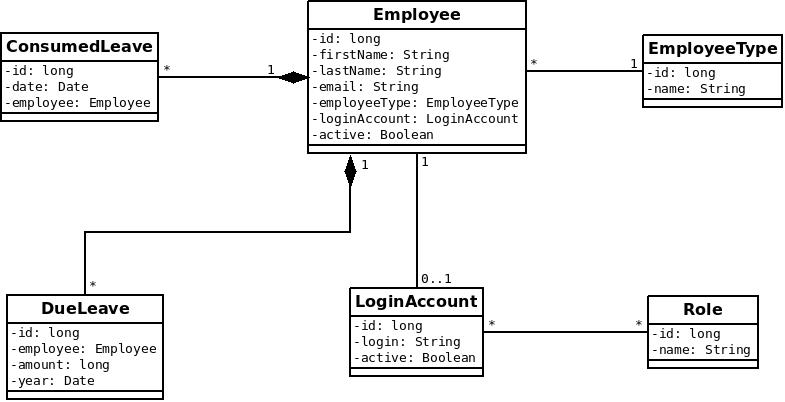 Employee
-id: long
-firstName: String
-lastName: String
-email: String
-employeeType: EmployeeType
-loginAccount: LoginAccount
-active: Boolean
ConsumedLeave
-id: long
-date: Date
-employee: Employee
* 1
* 1
EmployeeType
-id: long
-name: String
1
1
*
0..1
DueLeave
-id: long
-employee: Employee
-amount: long
-year: Date
LoginAccount
-id: long
-login: String
-active: Boolean
* *
Role
-id: long
-name: String